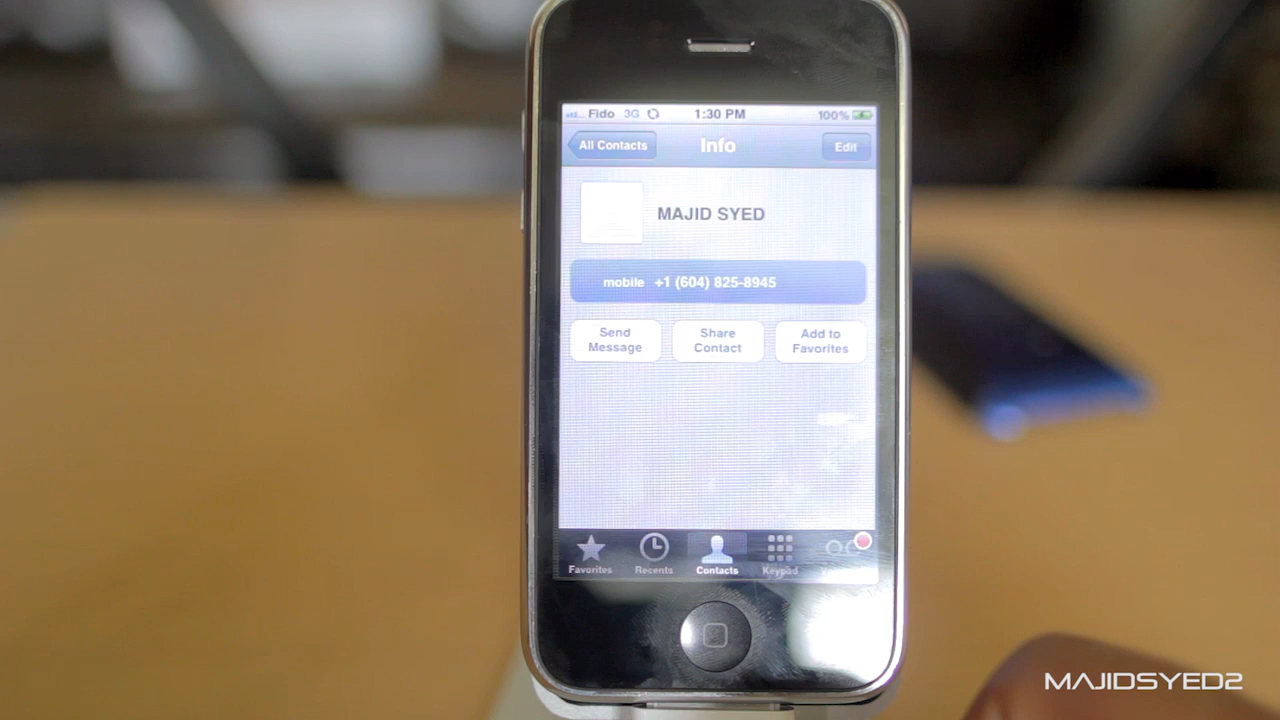 Fido 3G 1:30 PM 100%
All Contacts Info Edit
MAJID SYED
mobile +1 (604) 825-8945
Send Message
Share Contact
Add to Favorites
Favorites Recents Contacts Keypad
MAJIDSYED2